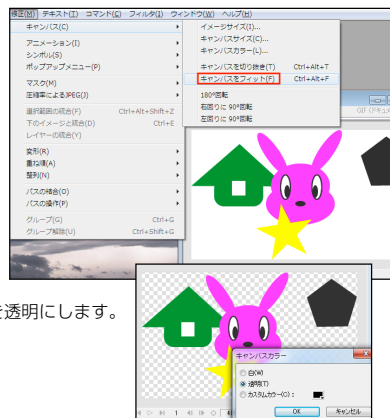 修正(M) テキスト(T) コマンド(C) フィルタ(I) ウィンドウ(W) ヘルプ(H)
キャンバス(C)
アニメーション(I)
シンボル(S)
ポップアップメニュー(P)
マスク(M)
圧縮率によるJPEG(J)
選択範囲の統合(F) Ctrl+Alt+Shift+Z
下のイメージと統合(D) Ctrl+E
レイヤーの統合(Y)
変形(R)
重ね順(A)
整列(N)
パスの結合(O)
パスの操作(P)
グループ(G) Ctrl+G
グループ解除(U) Ctrl+Shift+G
イメージサイズ(I)...
キャンバスサイズ(C)...
キャンバスカラー(L)...
キャンバスを切り抜き(T) Ctrl+Alt+T
キャンバスをフィット(F) Ctrl+Alt+F
180°回転
右回りに 90°回転
左回りに 90°回転
GIF (ドキュメ
を透明にします。
キャンバスカラー
白(W)
透明(T)
カスタムカラー(O)：
OK キャンセル
1